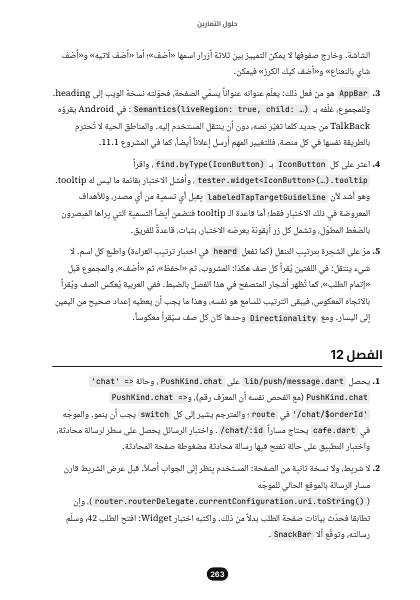 حلول التمارين
الشاشة. وخارج صفوفها لا يمكن التمييز بين ثلاثة أزرار اسمها «أضف»؛ أما «أضف لاتيه» و«أضف
شاي بالنعناع» و«أضف كيك الكرز» فيمكن.
3. AppBar هو من فعل ذلك: يعلّم عنوانه عنواناً يسمّي الصفحة، فحوّلته نسخة الويب إلى heading.
وللمجموع، غلّفه بـ Semantics(liveRegion: true, child: …) : في Android يقرؤه
TalkBack من جديد كلما تغيّر نصه، دون أن ينتقل المستخدم إليه. والمناطق الحية لا تُحترم
بالطريقة نفسها في كل منصة، فللتغيير المهم أرسل إعلاناً أيضاً، كما في المشروع 11.1.
4. اعثر على كل IconButton بـ find.byType(IconButton) ، واقرأ
tester.widget<IconButton>(…).tooltip ، وأفشل الاختبار بقائمة ما ليس له tooltip.
وهو أشد لأن labeledTapTargetGuideline يقبل أي تسمية من أي مصدر، وللأهداف
المعروضة في ذلك الاختبار فقط؛ أما قاعدة الـ tooltip فتضمن أيضاً التسمية التي يراها المبصرون
بالضغط المطوّل، وتشمل كل زر أيقونة يعرضه الاختبار، بثبات، قاعدةً للفريق.
5. مرّ على الشجرة بترتيب التنقل (كما تفعل heard في اختبار ترتيب القراءة) واطبع كل اسم. لا
شيء ينتقل: في اللغتين يُقرأ كل صف هكذا: المشروب، ثم «احفظ»، ثم «أضف»، والمجموع قبل
«إتمام الطلب»، كما تُظهر أشجار المتصفح في هذا الفصل بالضبط. ففي العربية يُعكس الصف ويُقرأ
بالاتجاه المعكوس، فيبقى الترتيب للسامع هو نفسه، وهذا ما يجب أن يعطيه إعداد صحيح من اليمين
إلى اليسار. ومع Directionality وحدها كان كل صف سيُقرأ معكوساً.
الفصل 12
1. يحصل lib/push/message.dart على PushKind.chat ، وحالة 'chat' =>
PushKind.chat (مع الفحص نفسه أن المعرّف رقم)، و PushKind.chat =>
'/chat/$orderId' في route ؛ والمترجم يشير إلى كل switch يجب أن ينمو. والموجّه
في cafe.dart يحتاج مساراً /chat/:id . واختبار الرسائل يحصل على سطر لرسالة محادثة،
واختبار التطبيق على حالة تفتح فيها رسالة محادثة مضغوطة صفحة المحادثة.
2. لا شريط، ولا نسخة ثانية من الصفحة: المستخدم ينظر إلى الجواب أصلاً. قبل عرض الشريط قارن
مسار الرسالة بالموقع الحالي للموجّه
( router.routerDelegate.currentConfiguration.uri.toString() )، وإن
تطابقا فحدّث بيانات صفحة الطلب بدلاً من ذلك. واكتبه اختبار Widget: افتح الطلب 42، وسلّم
رسالته، وتوقّع ألا SnackBar .
263